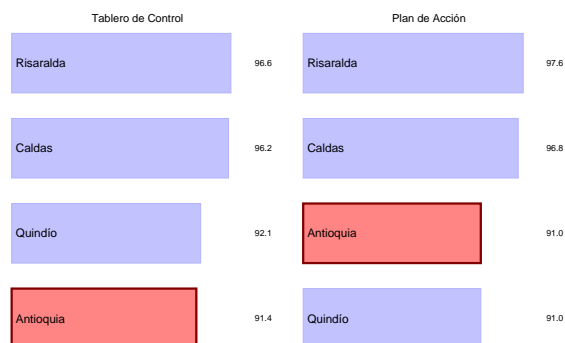 Tablero de Control
Risaralda 96.6
Caldas 96.2
Quindío 92.1
Antioquia 91.4
Plan de Acción
Risaralda 97.6
Caldas 96.8
Antioquia 91.0
Quindío 91.0